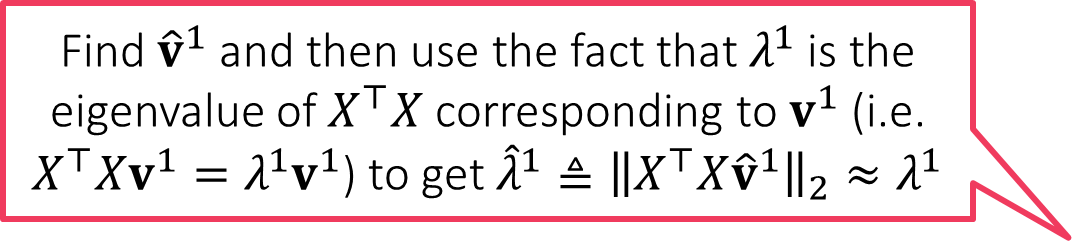 Find 𝐯̂¹ and then use the fact that 𝜆¹ is the
eigenvalue of 𝑋⊤𝑋 corresponding to 𝐯¹ (i.e.
𝑋⊤𝑋𝐯¹ = 𝜆¹𝐯¹) to get 𝜆̂¹ ≜ ‖𝑋⊤𝑋𝐯̂¹‖₂ ≈ 𝜆¹